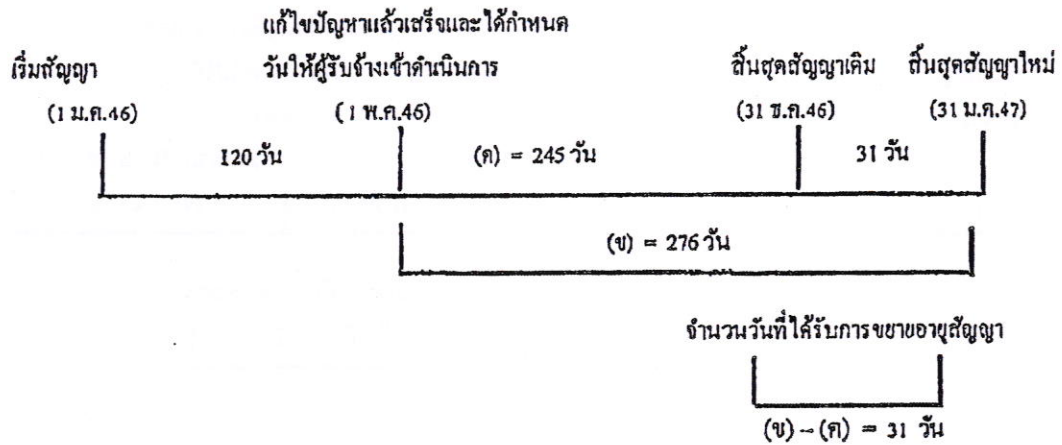 แก้ไขปัญหาแล้วเสร็จและได้กำหนด
เริ่มสัญญา วันให้ผู้รับจ้างเข้าดำเนินการ สิ้นสุดสัญญาเดิม สิ้นสุดสัญญาใหม่
(1 ม.ค.46) (1 พ.ค.46) (31 ธ.ค.46) (31 ม.ค.47)
120 วัน (ค) = 245 วัน 31 วัน
(ข) = 276 วัน
จำนวนวันที่ได้รับการขยายอายุสัญญา
(ข) – (ค) = 31 วัน